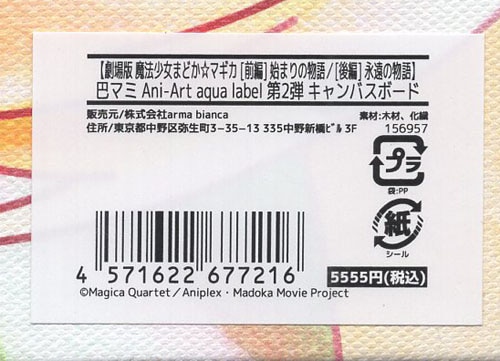 【劇場版 魔法少女まどか☆マギカ [前編] 始まりの物語/[後編] 永遠の物語】
巴マミ Ani-Art aqua label 第2弾 キャンバスボード
販売元/株式会社arma bianca
素材:木材、化繊
住所/東京都中野区弥生町3-35-13 335中野新橋ﾋﾞﾙ 3F
156957
プラ
袋:PP
紙
シール
4 571622 677216
5555円(税込)
©Magica Quartet/Aniplex・Madoka Movie Project